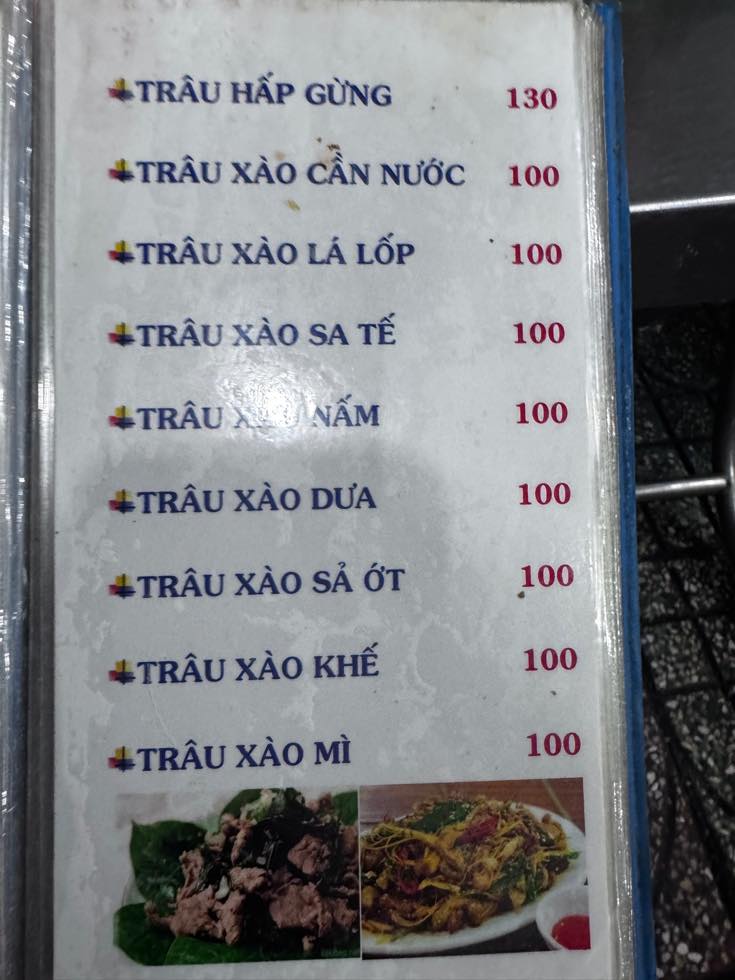 TRÂU HẤP GỪNG 130
TRÂU XÀO CẦN NƯỚC 100
TRÂU XÀO LÁ LỐP 100
TRÂU XÀO SA TẾ 100
TRÂU XÀO NẤM 100
TRÂU XÀO DƯA 100
TRÂU XÀO SẢ ỚT 100
TRÂU XÀO KHẾ 100
TRÂU XÀO MÌ 100